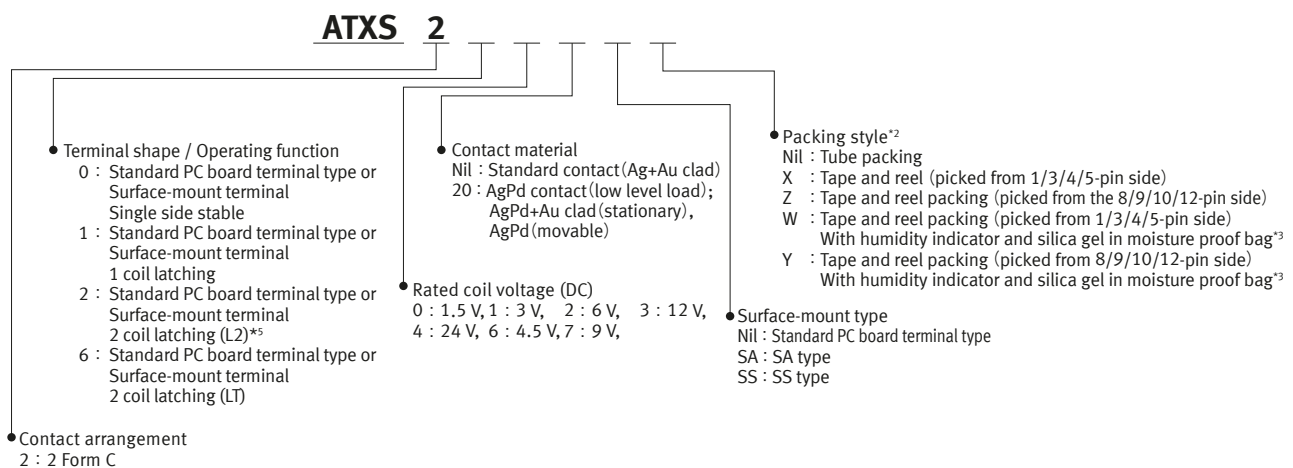 ATXS 2
Terminal shape / Operating function
0 : Standard PC board terminal type or
Surface-mount terminal
Single side stable
1 : Standard PC board terminal type or
Surface-mount terminal
1 coil latching
2 : Standard PC board terminal type or
Surface-mount terminal
2 coil latching (L2)*5
6 : Standard PC board terminal type or
Surface-mount terminal
2 coil latching (LT)
Contact arrangement
2 : 2 Form C
Contact material
Nil : Standard contact (Ag+Au clad)
20 : AgPd contact (low level load);
AgPd+Au clad (stationary),
AgPd (movable)
Rated coil voltage (DC)
0 : 1.5 V, 1 : 3 V, 2 : 6 V, 3 : 12 V,
4 : 24 V, 6 : 4.5 V, 7 : 9 V,
Packing style*2
Nil : Tube packing
X : Tape and reel (picked from 1/3/4/5-pin side)
Z : Tape and reel packing (picked from the 8/9/10/12-pin side)
W : Tape and reel packing (picked from 1/3/4/5-pin side)
With humidity indicator and silica gel in moisture proof bag*3
Y : Tape and reel packing (picked from 8/9/10/12-pin side)
With humidity indicator and silica gel in moisture proof bag*3
Surface-mount type
Nil : Standard PC board terminal type
SA : SA type
SS : SS type